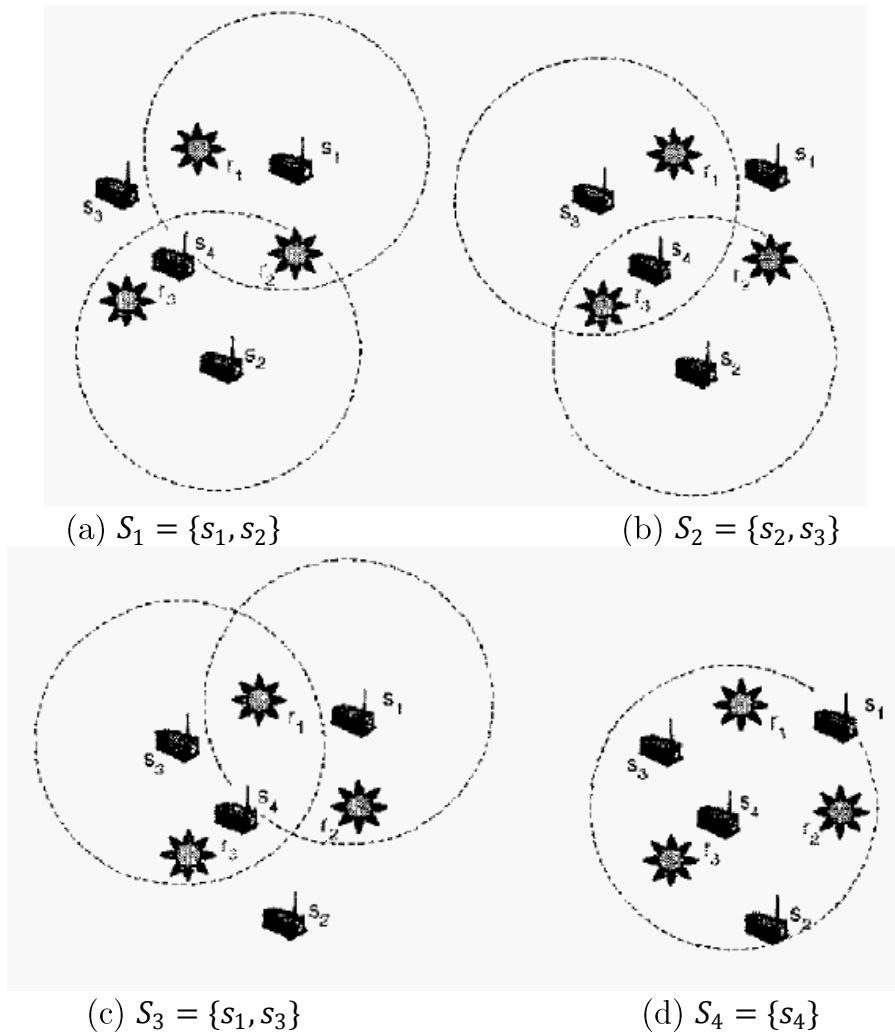 s₁
r₁
s₃
s₄
r₂
r₃
s₂
s₁
r₁
s₃
s₄
r₂
r₃
s₂
(a) S₁ = {s₁, s₂}
(b) S₂ = {s₂, s₃}
s₁
r₁
s₃
s₄
r₂
r₃
s₂
s₁
r₁
s₃
s₄
r₂
r₃
s₂
(c) S₃ = {s₁, s₃}
(d) S₄ = {s₄}